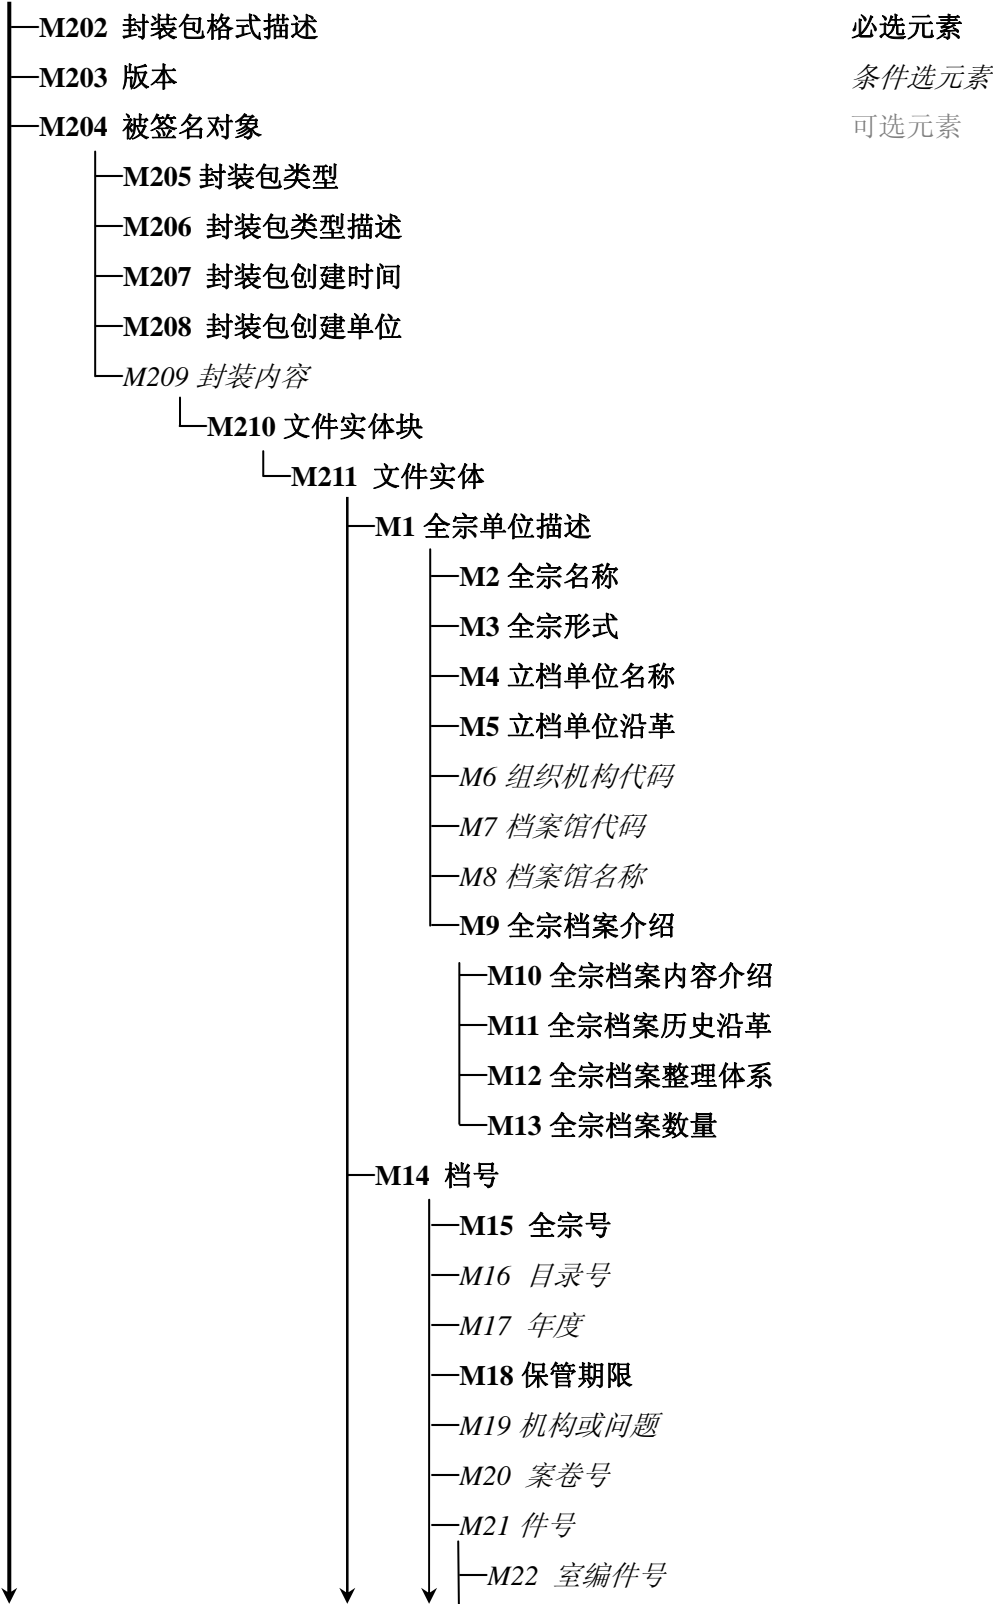 M202 封装包格式描述 必选元素
M203 版本 条件选元素
M204 被签名对象 可选元素
M205 封装包类型
M206 封装包类型描述
M207 封装包创建时间
M208 封装包创建单位
M209 封装内容
M210 文件实体块
M211 文件实体
M1 全宗单位描述
M2 全宗名称
M3 全宗形式
M4 立档单位名称
M5 立档单位沿革
M6 组织机构代码
M7 档案馆代码
M8 档案馆名称
M9 全宗档案介绍
M10 全宗档案内容介绍
M11 全宗档案历史沿革
M12 全宗档案整理体系
M13 全宗档案数量
M14 档号
M15 全宗号
M16 目录号
M17 年度
M18 保管期限
M19 机构或问题
M20 案卷号
M21 件号
M22 室编件号